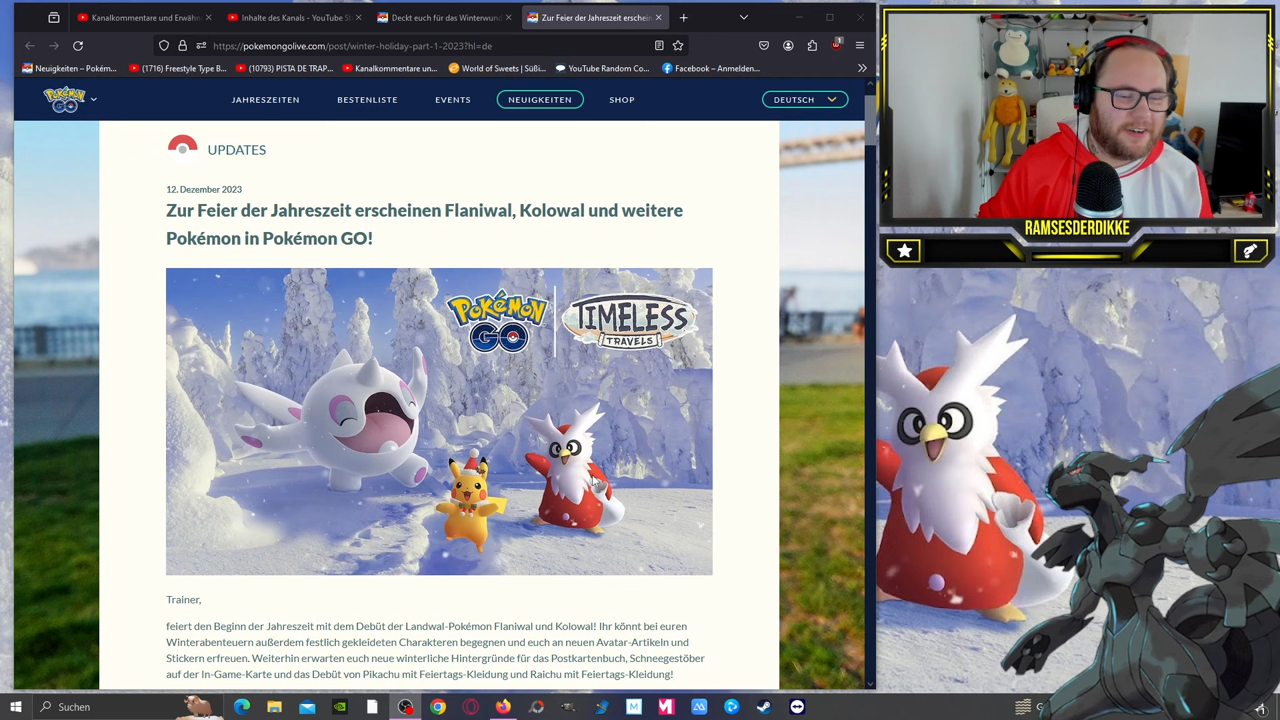 Kanalkommentare und Erwähn
Inhalte des Kanals - YouTube St
Deckt euch für das Winterwund
Zur Feier der Jahreszeit erschein
https://pokemongolive.com/post/winter-holiday-part-1-2023?hl=de
Neuigkeiten – Pokém...
(1716) Freestyle Type B...
(10793) PISTA DE TRAP...
Kanalkommentare un...
World of Sweets | Süßi...
YouTube Random Co...
Facebook – Anmelden...
POKÉMON GO
JAHRESZEITEN
BESTENLISTE
EVENTS
NEUIGKEITEN
SHOP
DEUTSCH
UPDATES
12. Dezember 2023
Zur Feier der Jahreszeit erscheinen Flaniwal, Kolowal und weitere
Pokémon in Pokémon GO!
POKÉMON
GO
TIMELESS
TRAVELS
Trainer,
feiert den Beginn der Jahreszeit mit dem Debüt der Landwal-Pokémon Flaniwal und Kolowal! Ihr könnt bei euren
Winterabenteuern außerdem festlich gekleideten Charakteren begegnen und euch an neuen Avatar-Artikeln und
Stickern erfreuen. Weiterhin erwarten euch neue winterliche Hintergründe für das Postkartenbuch, Schneegestöber
auf der In-Game-Karte und das Debüt von Pikachu mit Feiertags-Kleidung und Raichu mit Feiertags-Kleidung!
RAMSESDERDIKKE
Suchen